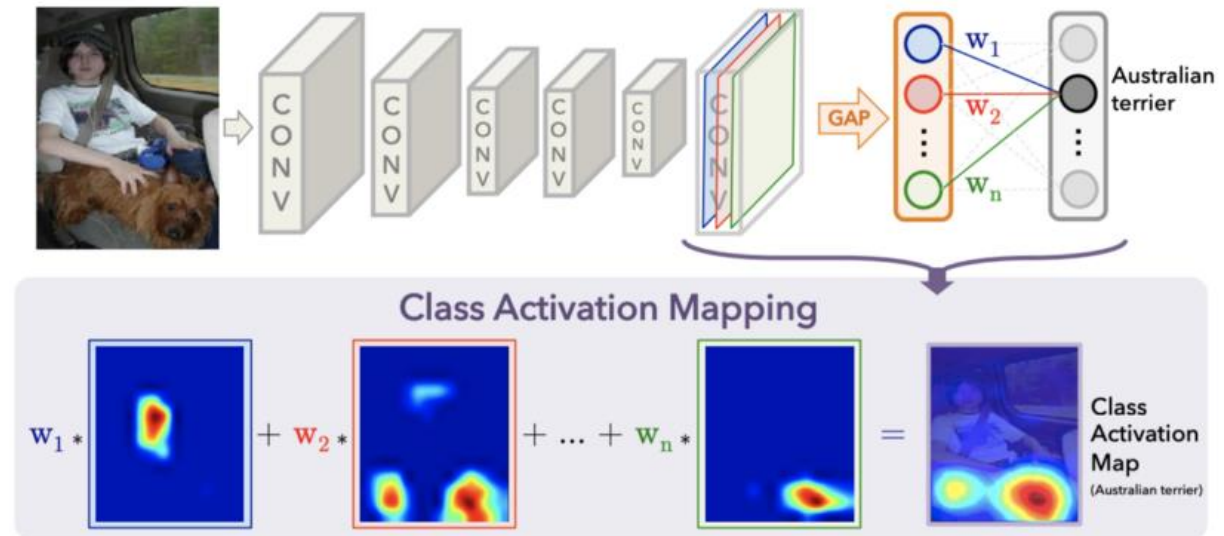 CONV
CONV
CONV
CONV
CONV
CONV
GAP
w1
w2
⋮
wn
⋮
Australian
terrier
Class Activation Mapping
w1 * + w2 * + ... + wn * =
Class
Activation
Map
(Australian terrier)